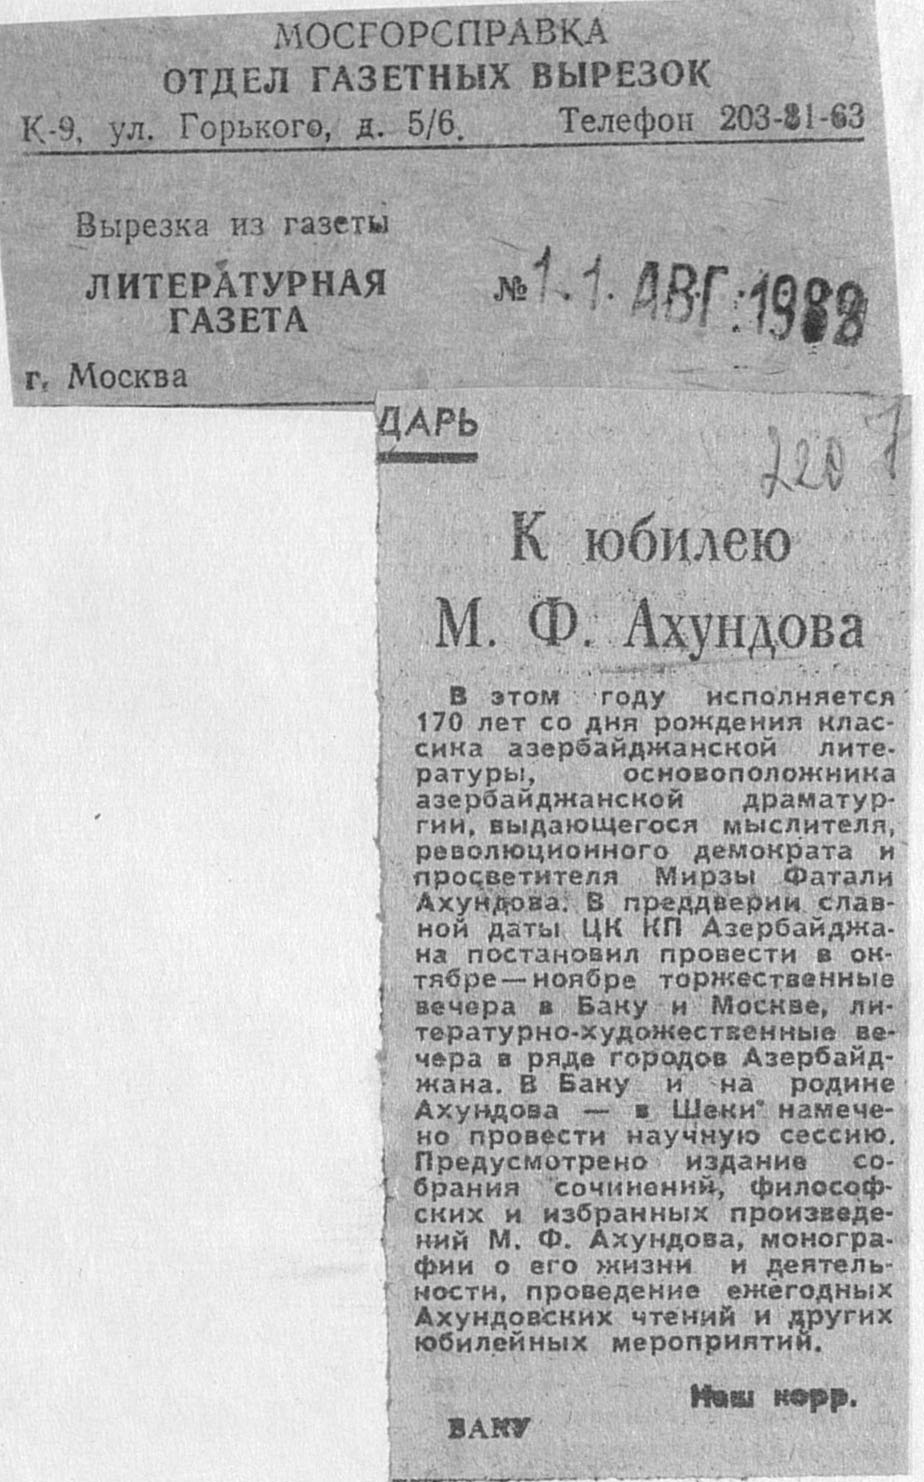 МОСГОРСПРАВКА
ОТДЕЛ ГАЗЕТНЫХ ВЫРЕЗОК
К-9, ул. Горького, д. 5/6. Телефон 203-81-63
Вырезка из газеты
ЛИТЕРАТУРНАЯ
ГАЗЕТА
г. Москва
№ 1.1. АВГ. 1982
ДАРЬ
220 7
К юбилею
М. Ф. Ахундова
В этом году исполняется
170 лет со дня рождения клас-
сика азербайджанской лите-
ратуры, основоположника
азербайджанской драматур-
гии, выдающегося мыслителя,
революционного демократа и
просветителя Мирзы Фатали
Ахундова. В преддверии слав-
ной даты ЦК КП Азербайджа-
на постановил провести в ок-
тябре—ноябре торжественные
вечера в Баку и Москве, ли-
тературно-художественные ве-
чера в ряде городов Азербайд-
жана. В Баку и на родине
Ахундова — в Шеки намече-
но провести научную сессию.
Предусмотрено издание со-
брания сочинений, философ-
ских и избранных произведе-
ний М. Ф. Ахундова, моногра-
фии о его жизни и деятель-
ности, проведение ежегодных
Ахундовских чтений и других
юбилейных мероприятий.
Наш корр.
БАКУ